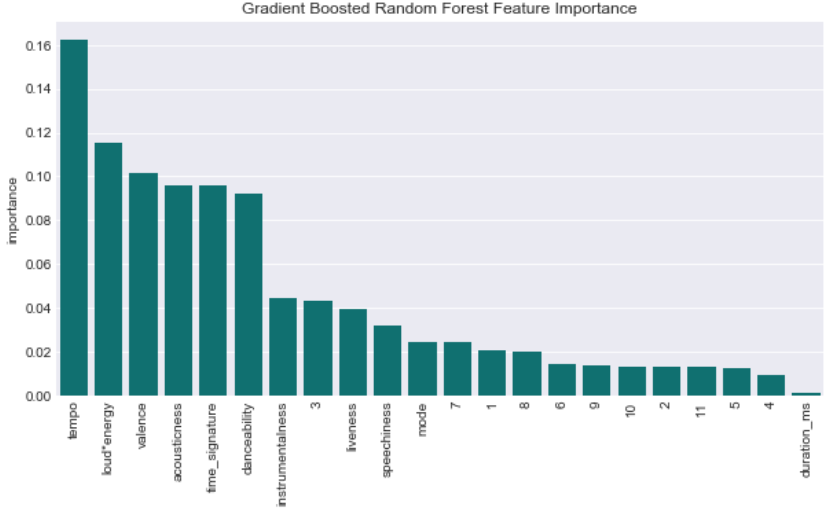 Gradient Boosted Random Forest Feature Importance
0.16
0.14
0.12
0.10
0.08
0.06
0.04
0.02
0.00
importance
tempo
loud*energy
valence
acousticness
time_signature
danceability
instrumentalness
3
liveness
speechiness
mode
7
1
8
6
9
10
2
11
5
4
duration_ms